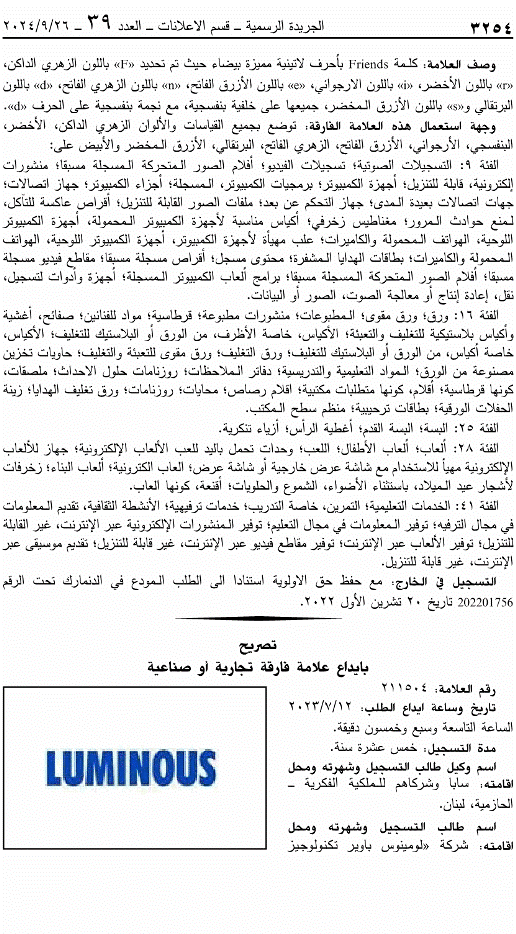 ٣٢٥٤
الجريدة الرسمية ــ قسم الاعلانات ــ العدد ٣٩ ــ ٢٠٢٤/٩/٢٦
وصف العلامة: كلمة Friends بأحرف لاتينية مميزة بيضاء حيث تم تحديد «F» باللون الزهري الداكن،
«r» باللون الأخضر، «i» باللون الارجواني، «e» باللون الأزرق الفاتح، «n» باللون الزهري الفاتح، «d» باللون
البرتقالي و«s» باللون الأزرق المخضر، جميعها على خلفية بنفسجية، مع نجمة بنفسجية على الحرف «d».
وجهة استعمال هذه العلامة الفارقة: توضع بجميع القياسات والألوان الزهري الداكن، الأخضر،
البنفسجي، الأرجواني، الأزرق الفاتح، الزهري الفاتح، البرتقالي، الأزرق المخضر والأبيض على:
الفئة ٩: التسجيلات الصوتية؛ تسجيلات الفيديو؛ أفلام الصور المتحركة المسجلة مسبقا؛ منشورات
إلكترونية، قابلة للتنزيل؛ أجهزة الكمبيوتر؛ برمجيات الكمبيوتر، المسجلة؛ أجزاء الكمبيوتر؛ جهاز اتصالات؛
جهات اتصالات بعيدة المدى؛ جهاز التحكم عن بعد؛ ملفات الصور القابلة للتنزيل؛ أقراص عاكسة للتآكل،
لمنع حوادث المرور؛ مغناطيس زخرفي؛ أكياس مناسبة لأجهزة الكمبيوتر المحمولة، أجهزة الكمبيوتر
اللوحية، الهواتف المحمولة والكاميرات؛ علب مهيأة لأجهزة الكمبيوتر، أجهزة الكمبيوتر اللوحية، الهواتف
المحمولة والكاميرات؛ بطاقات الهدايا المشفرة؛ محتوى مسجل؛ أقراص مسجلة مسبقا؛ مقاطع فيديو مسجلة
مسبقا؛ أفلام الصور المتحركة المسجلة مسبقا؛ برامج ألعاب الكمبيوتر المسجلة؛ أجهزة وأدوات لتسجيل،
نقل، إعادة إنتاج أو معالجة الصوت، الصور أو البيانات.
الفئة ١٦: ورق؛ ورق مقوى؛ المطبوعات؛ منشورات مطبوعة؛ قرطاسية؛ مواد للفنانين؛ صفائح، أغشية
وأكياس بلاستيكية للتغليف والتعبئة؛ الأكياس، خاصة الأظرف، من الورق أو البلاستيك للتغليف؛ الأكياس،
خاصة أكياس، من الورق أو البلاستيك للتغليف؛ ورق التغليف؛ ورق مقوى للتعبئة والتغليف؛ حاويات تخزين
مصنوعة من الورق؛ المواد التعليمية والتدريسية؛ دفاتر الملاحظات؛ روزنامات حلول الاحداث؛ ملصقات،
كونها قرطاسية؛ أقلام، كونها متطلبات مكتبية؛ اقلام رصاص؛ محايات؛ روزنامات؛ ورق تغليف الهدايا؛ زينة
الحفلات الورقية؛ بطاقات ترحيبية؛ منظم سطح المكتب.
الفئة ٢٥: البسة؛ البسة القدم؛ أغطية الرأس؛ أزياء تنكرية.
الفئة ٢٨: ألعاب؛ ألعاب الأطفال؛ اللعب؛ وحدات تحمل باليد للعب الألعاب الإلكترونية؛ جهاز للألعاب
الإلكترونية مهيأ للاستخدام مع شاشة عرض خارجية أو شاشة عرض؛ العاب الكترونية؛ ألعاب البناء؛ زخرفات
لأشجار عيد الميلاد، باستثناء الأضواء، الشموع والحلويات؛ أقنعة، كونها العاب.
الفئة ٤١: الخدمات التعليمية؛ التمرين، خاصة التدريب؛ خدمات ترفيهية؛ الأنشطة الثقافية، تقديم المعلومات
في مجال الترفيه؛ توفير المعلومات في مجال التعليم؛ توفير المنشورات الإلكترونية عبر الإنترنت، غير القابلة
للتنزيل؛ توفير الألعاب عبر الإنترنت؛ توفير مقاطع فيديو عبر الإنترنت، غير قابلة للتنزيل؛ تقديم موسيقى عبر
الإنترنت، غير قابلة للتنزيل.
التسجيل في الخارج: مع حفظ حق الاولوية استنادا الى الطلب المودع في الدنمارك تحت الرقم
202201756 تاريخ ٢٠ تشرين الأول ٢٠٢٢.
تصريح
بايداع علامة فارقة تجارية أو صناعية
رقم العلامة: ٢١١٥٠٤
تاريخ وساعة ايداع الطلب: ٢٠٢٣/٧/١٢
الساعة التاسعة وسبع وخمسون دقيقة.
مدة التسجيل: خمس عشرة سنة.
اسم وكيل طالب التسجيل وشهرته ومحل
اقامته: سابا وشركاهم للملكية الفكرية ــ
الحازمية، لبنان.
اسم طالب التسجيل وشهرته ومحل
اقامته: شركة «لومينوس باوير تكنولوجيز
LUMINOUS